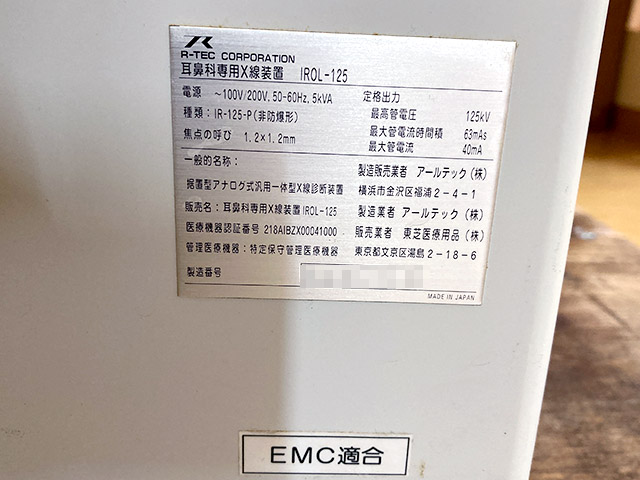 R-TEC CORPORATION
耳鼻科専用X線装置 IROL-125
電源 ~100V/200V, 50-60Hz, 5kVA
種類: IR-125-P(非防爆形)
焦点の呼び 1.2×1.2mm
定格出力
最高管電圧 125kV
最大管電流時間積 63mAs
最大管電流 40mA
一般的名称:
据置型アナログ式汎用一体型X線診断装置
販売名: 耳鼻科専用X線装置IROL-125
医療機器認証番号 218AIBZX00041000
管理医療機器: 特定保守管理医療機器
製造番号
製造販売業者 アールテック(株)
横浜市金沢区福浦2-4-1
製造業者 アールテック(株)
販売業者 東芝医療用品(株)
東京都文京区湯島2-18-6
MADE IN JAPAN
EMC適合